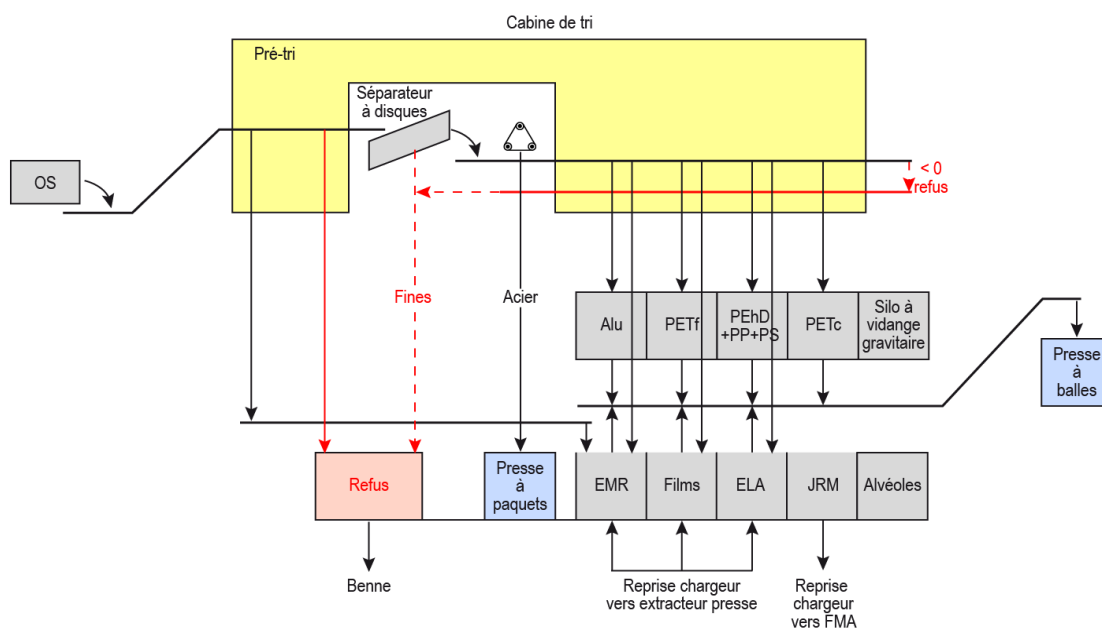 Cabine de tri
Pré-tri
Séparateur
à disques
OS
< 0
refus
Fines
Acier
Alu
PETf
PEhD
+PP+PS
PETc
Silo à
vidange
gravitaire
Presse
à
balles
Refus
Presse
à
paquets
EMR
Films
ELA
JRM
Alvéoles
Benne
Reprise chargeur
vers extracteur presse
Reprise
chargeur
vers FMA